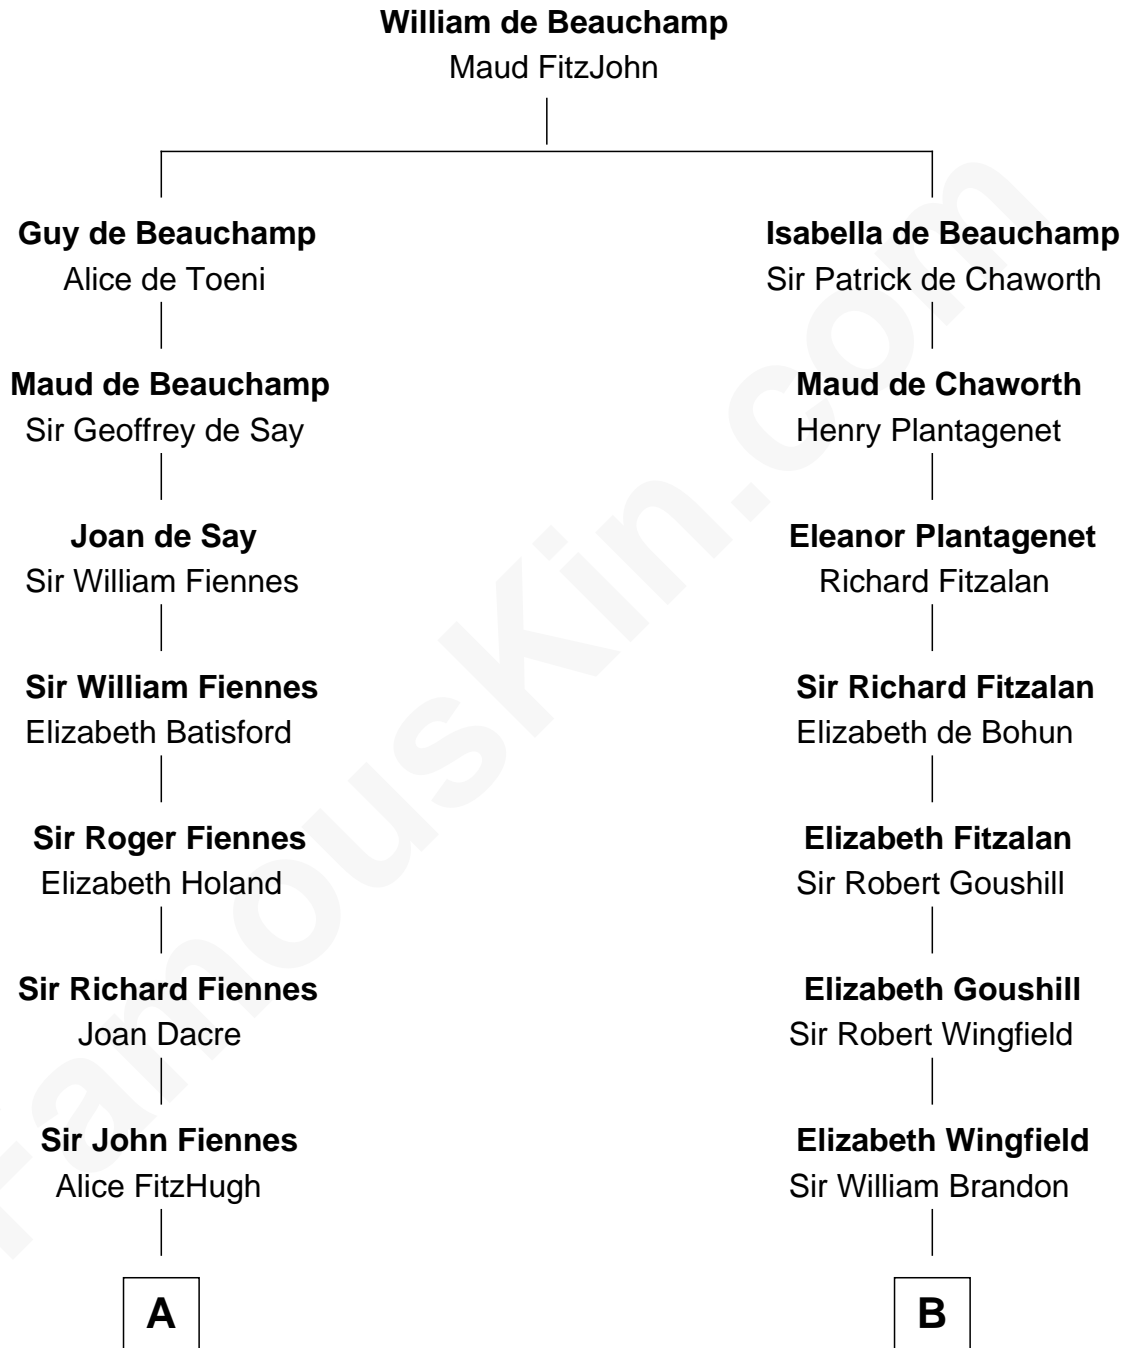 William de Beauchamp
Maud FitzJohn
Guy de Beauchamp
Alice de Toeni
Isabella de Beauchamp
Sir Patrick de Chaworth
Maud de Beauchamp
Sir Geoffrey de Say
Maud de Chaworth
Henry Plantagenet
Joan de Say
Sir William Fiennes
Eleanor Plantagenet
Richard Fitzalan
Sir William Fiennes
Elizabeth Batisford
Sir Richard Fitzalan
Elizabeth de Bohun
Sir Roger Fiennes
Elizabeth Holand
Elizabeth Fitzalan
Sir Robert Goushill
Sir Richard Fiennes
Joan Dacre
Elizabeth Goushill
Sir Robert Wingfield
Sir John Fiennes
Alice FitzHugh
Elizabeth Wingfield
Sir William Brandon
A
B
FamousKin.com